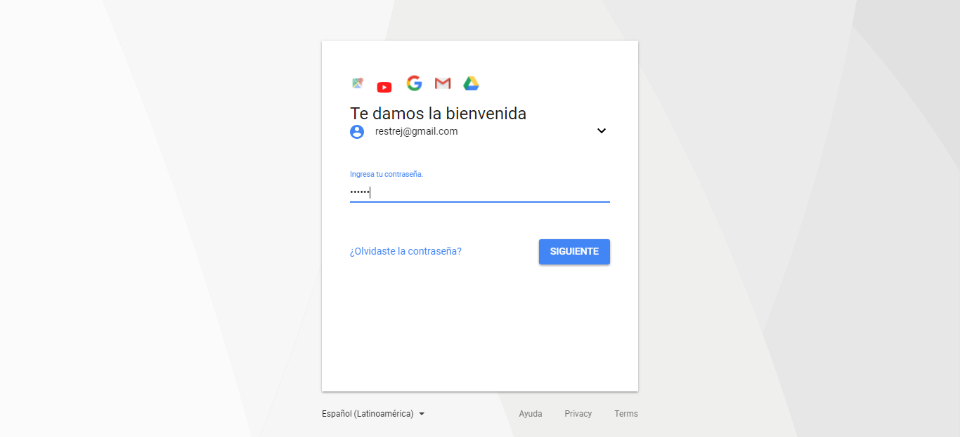 Te damos la bienvenida
restrej@gmail.com
Ingresa tu contraseña.
••••••
¿Olvidaste la contraseña?
SIGUIENTE
Español (Latinoamérica)
Ayuda
Privacy
Terms